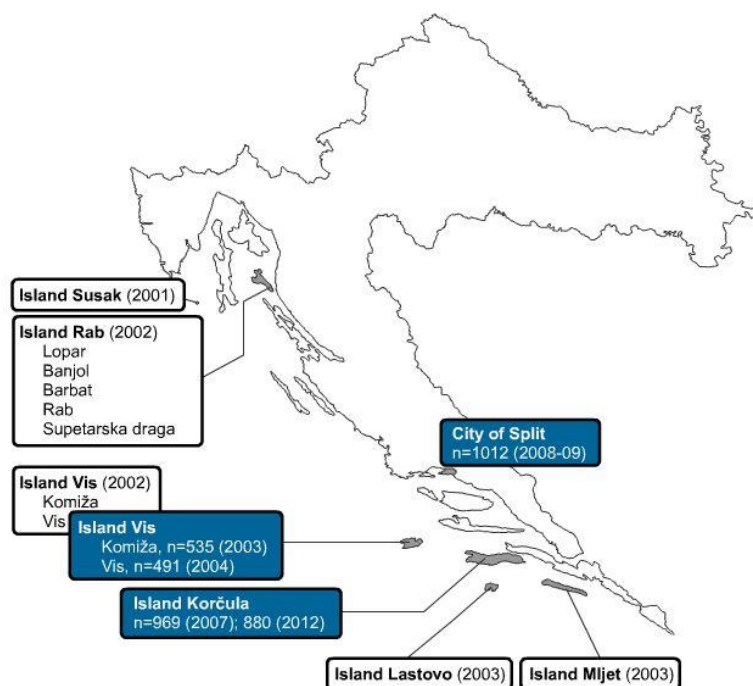 Island Susak (2001)
Island Rab (2002)
Lopar
Banjol
Barbat
Rab
Supetarska draga
City of Split
n=1012 (2008-09)
Island Vis (2002)
Komiža
Vis
Island Vis
Komiža, n=535 (2003)
Vis, n=491 (2004)
Island Korčula
n=969 (2007); 880 (2012)
Island Lastovo (2003)
Island Mljet (2003)